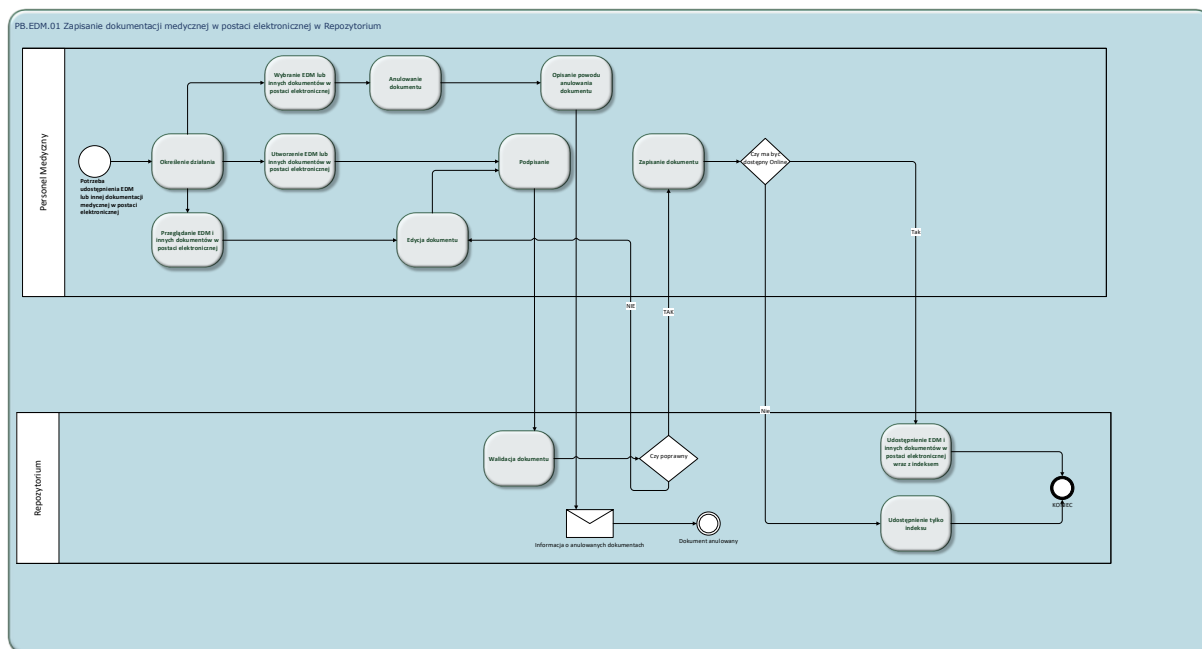 PB.EDM.01 Zapisanie dokumentacji medycznej w postaci elektronicznej w Repozytorium
Personel Medyczny
Wybranie EDM lub
innych dokumentów w
postaci elektronicznej
Anulowanie
dokumentu
Opisanie powodu
anulowania
dokumentu
Potrzeba
udostępnienia EDM
lub innej dokumentacji
medycznej w postaci
elektronicznej
Określenie działania
Utworzenie EDM lub
innych dokumentów w
postaci elektronicznej
Podpisanie
Zapisanie dokumentu
Czy ma być
dostępny Online
Przeglądanie EDM i
innych dokumentów w
postaci elektronicznej
Edycja dokumentu
Tak
NIE
TAK
Nie
Repozytorium
Walidacja dokumentu
Czy poprawny
Udostępnienie EDM i
innych dokumentów w
postaci elektronicznej
wraz z indeksem
KONIEC
Udostępnienie tylko
indeksu
Informacja o anulowanych dokumentach
Dokument anulowany